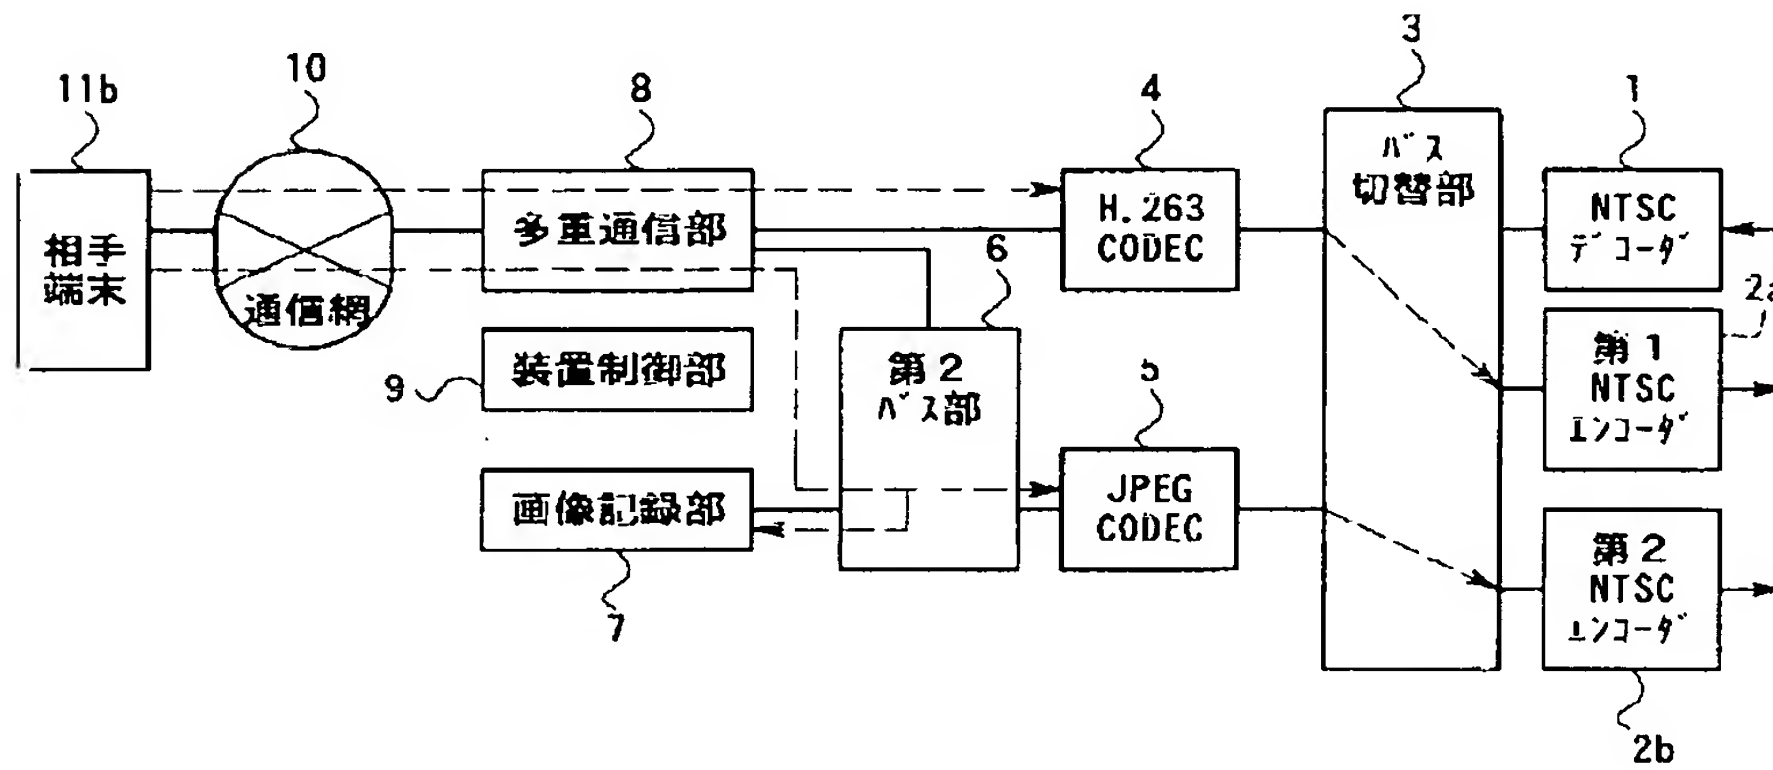 3
10
11b
8
4
1
バス
切替部
H.263
CODEC
NTSC
デコーダ
多重通信部
相手
端末
通信網
6
2a
第1
NTSC
エンコーダ
装置制御部
9
第2
バス部
5
JPEG
CODEC
画像記録部
第2
NTSC
エンコーダ
7
2b